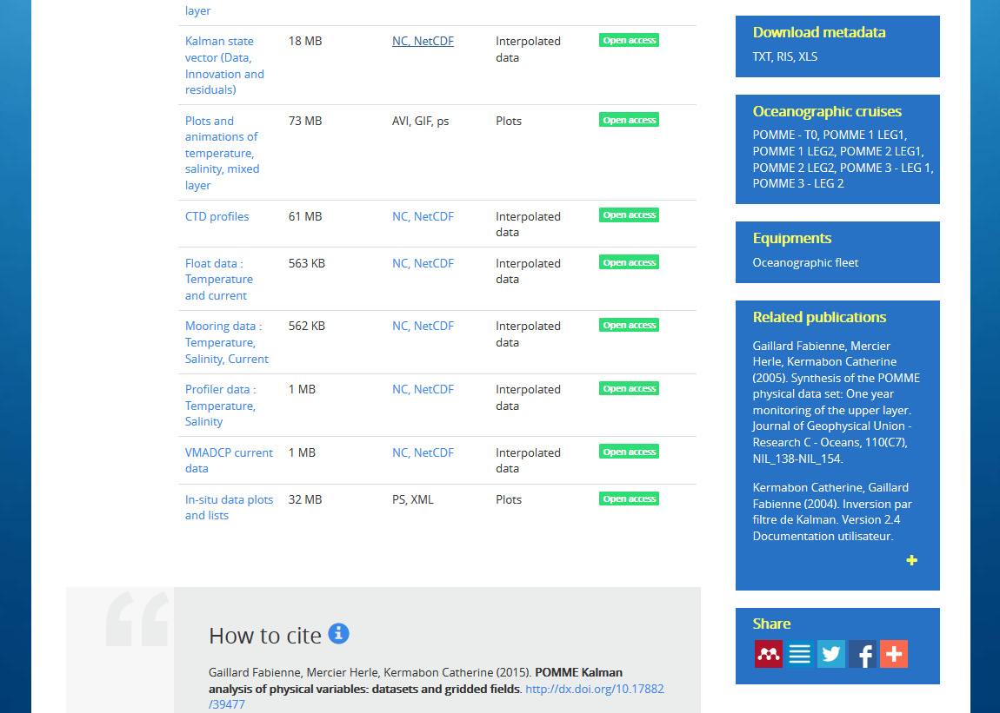 layer
Kalman state
vector (Data,
Innovation and
residuals)
18 MB
NC, NetCDF
Interpolated
data
Open access
Plots and
animations of
temperature,
salinity, mixed
layer
73 MB
AVI, GIF, ps
Plots
Open access
CTD profiles
61 MB
NC, NetCDF
Interpolated
data
Open access
Float data :
Temperature
and current
563 KB
NC, NetCDF
Interpolated
data
Open access
Mooring data :
Temperature,
Salinity, Current
562 KB
NC, NetCDF
Interpolated
data
Open access
Profiler data :
Temperature,
Salinity
1 MB
NC, NetCDF
Interpolated
data
Open access
VMADCP current
data
1 MB
NC, NetCDF
Interpolated
data
Open access
In-situ data plots
and lists
32 MB
PS, XML
Plots
Open access
How to cite
Gaillard Fabienne, Mercier Herle, Kermabon Catherine (2015). POMME Kalman
analysis of physical variables: datasets and gridded fields. http://dx.doi.org/10.17882
/39477
Download metadata
TXT, RIS, XLS
Oceanographic cruises
POMME - T0, POMME 1 LEG1,
POMME 1 LEG2, POMME 2 LEG1,
POMME 2 LEG2, POMME 3 - LEG 1,
POMME 3 - LEG 2
Equipments
Oceanographic fleet
Related publications
Gaillard Fabienne, Mercier
Herle, Kermabon Catherine
(2005). Synthesis of the POMME
physical data set: One year
monitoring of the upper layer.
Journal of Geophysical Union -
Research C - Oceans, 110(C7),
NIL_138-NIL_154.
Kermabon Catherine, Gaillard
Fabienne (2004). Inversion par
filtre de Kalman. Version 2.4
Documentation utilisateur.
Share